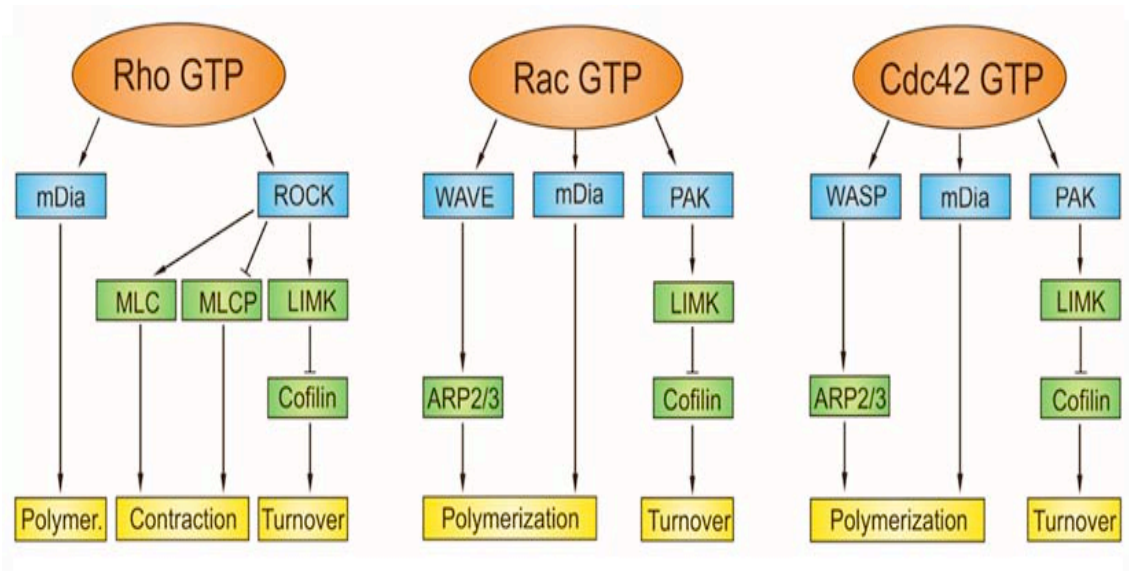 Rho GTP
Rac GTP
Cdc42 GTP
mDia
ROCK
WAVE
mDia
PAK
WASP
mDia
PAK
MLC
MLCP
LIMK
LIMK
LIMK
Cofilin
ARP2/3
Cofilin
ARP2/3
Cofilin
Polymer.
Contraction
Turnover
Polymerization
Turnover
Polymerization
Turnover